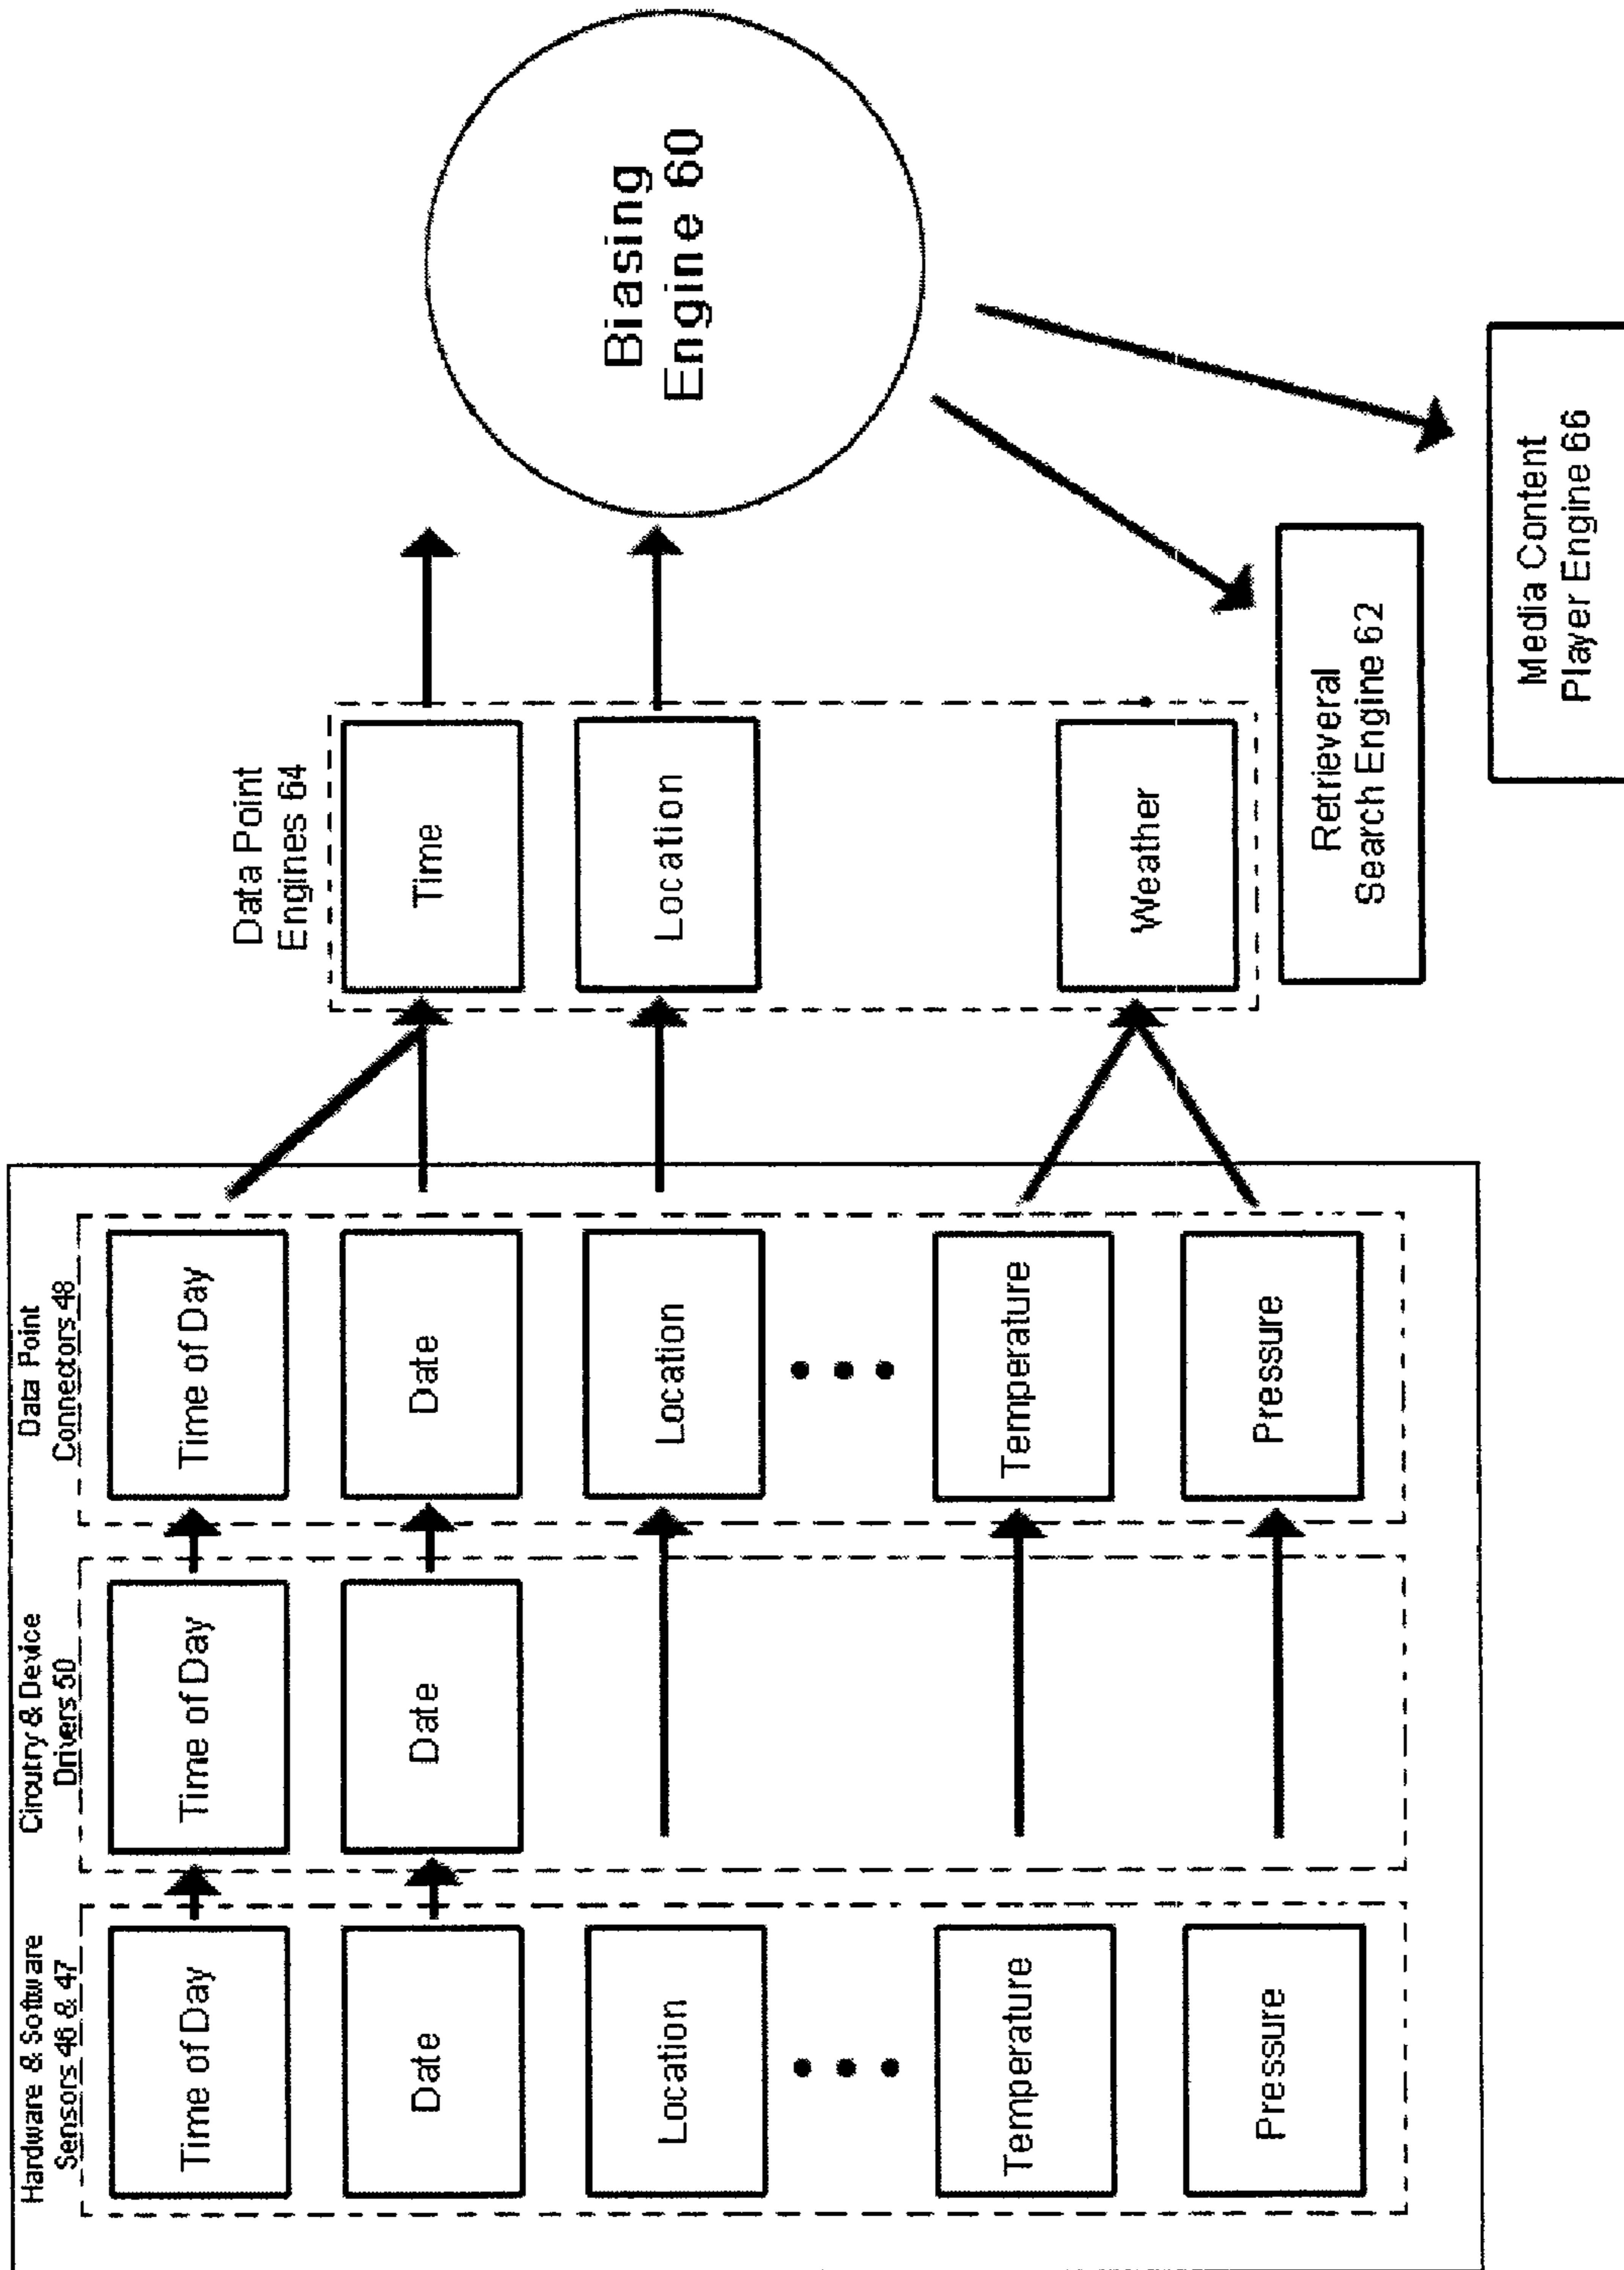 Hardware & Software
Sensors 46 & 47
Time of Day
Date
Location
Temperature
Pressure
Circutry & Device
Drivers 50
Time of Day
Date
Data Point
Connectors 48
Time of Day
Date
Location
Temperature
Pressure
Data Point
Engines 64
Time
Location
Weather
Biasing
Engine 60
Retrieveral
Search Engine 62
Media Content
Player Engine 66